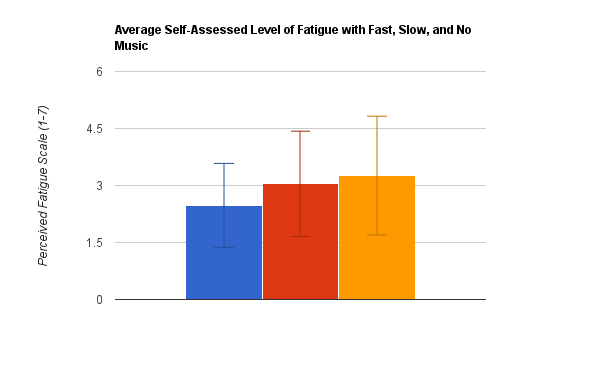 Average Self-Assessed Level of Fatigue with Fast, Slow, and No
Music
Perceived Fatigue Scale (1-7)
6
4.5
3
1.5
0